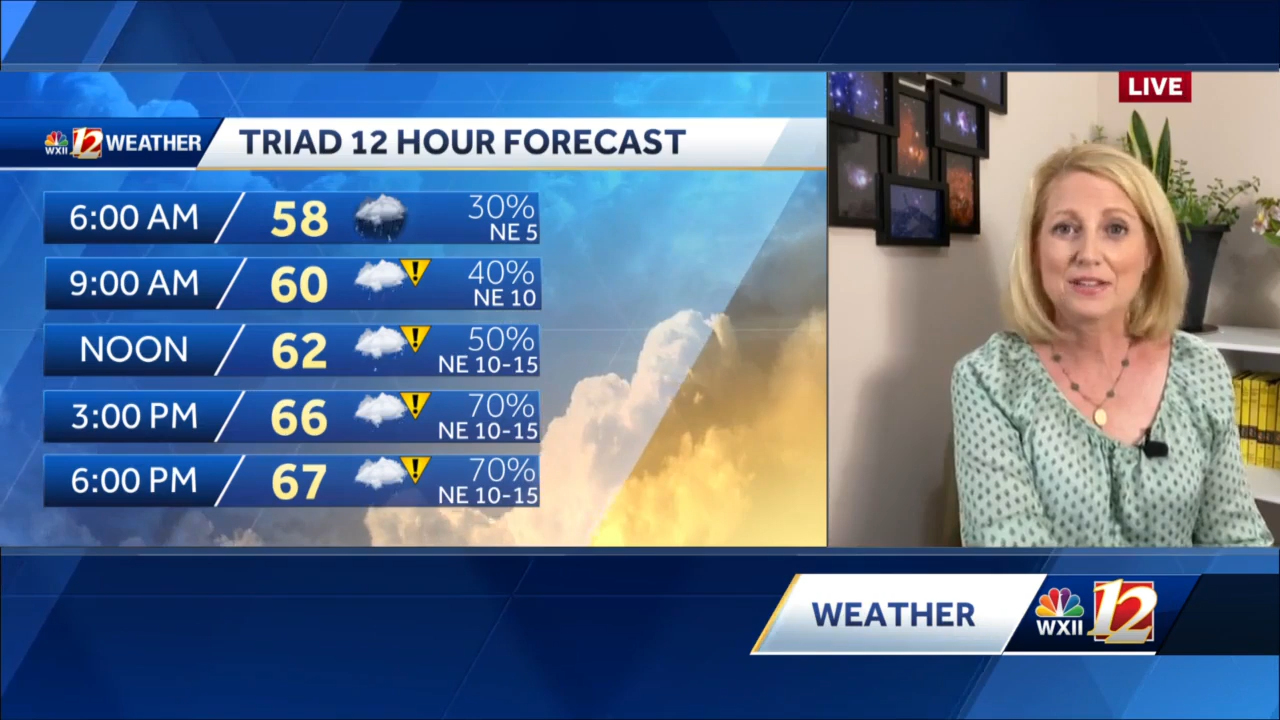 LIVE
WXII 12 WEATHER
TRIAD 12 HOUR FORECAST
6:00 AM 58 30%
NE 5
9:00 AM 60 ! 40%
NE 10
NOON 62 ! 50%
NE 10-15
3:00 PM 66 ! 70%
NE 10-15
6:00 PM 67 ! 70%
NE 10-15
WEATHER WXII 12